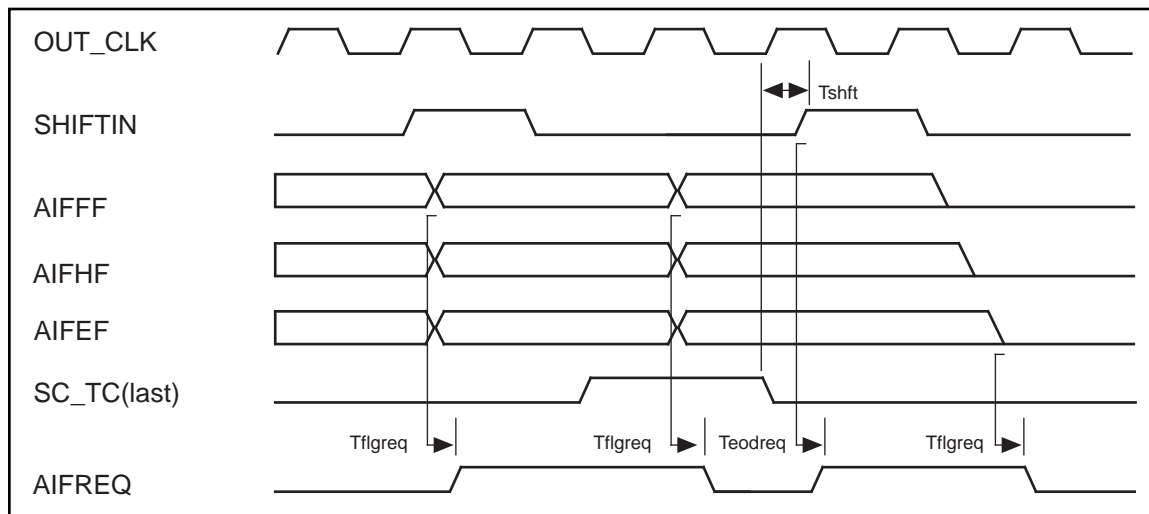 OUT_CLK
Tshft
SHIFTIN
AIFFF
AIFHF
AIFEF
SC_TC(last)
Tflgreq Tflgreq Teodreq Tflgreq
AIFREQ